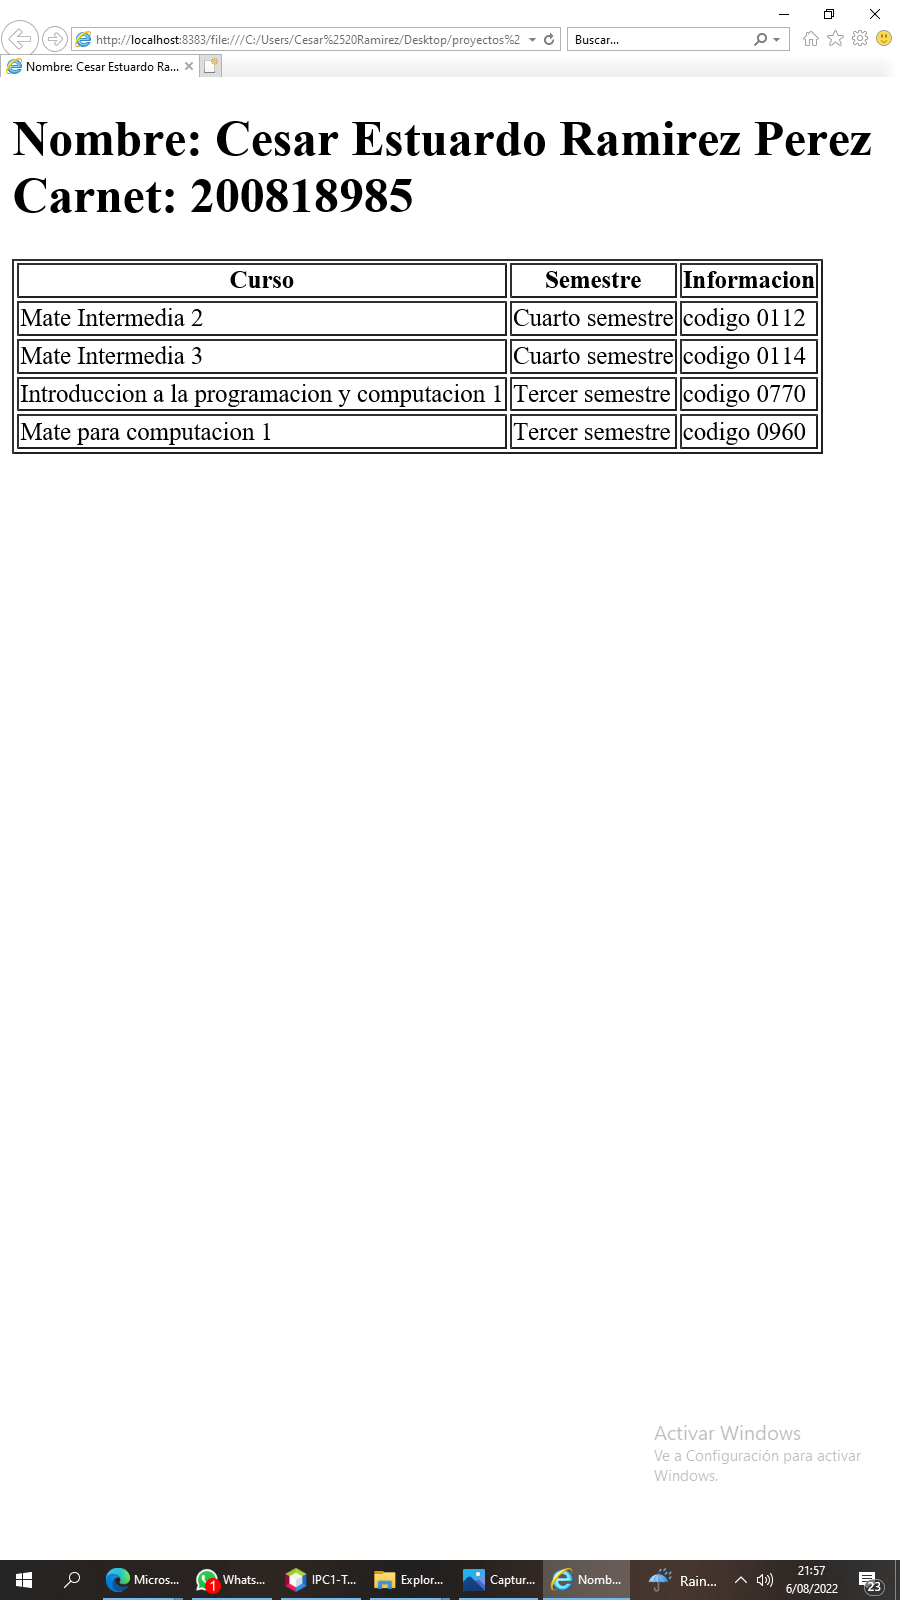 http://localhost:8383/file:///C:/Users/Cesar%2520Ramirez/Desktop/proyectos%2
Buscar...
Nombre: Cesar Estuardo Ra...
Nombre: Cesar Estuardo Ramirez Perez
Carnet: 200818985
Curso Semestre Informacion
Mate Intermedia 2 Cuarto semestre codigo 0112
Mate Intermedia 3 Cuarto semestre codigo 0114
Introduccion a la programacion y computacion 1 Tercer semestre codigo 0770
Mate para computacion 1 Tercer semestre codigo 0960
Activar Windows
Ve a Configuración para activar
Windows.
Micros... 1 Whats... IPC1-T... Explor... Captur... Nomb... Rain... 21:57
6/08/2022 23